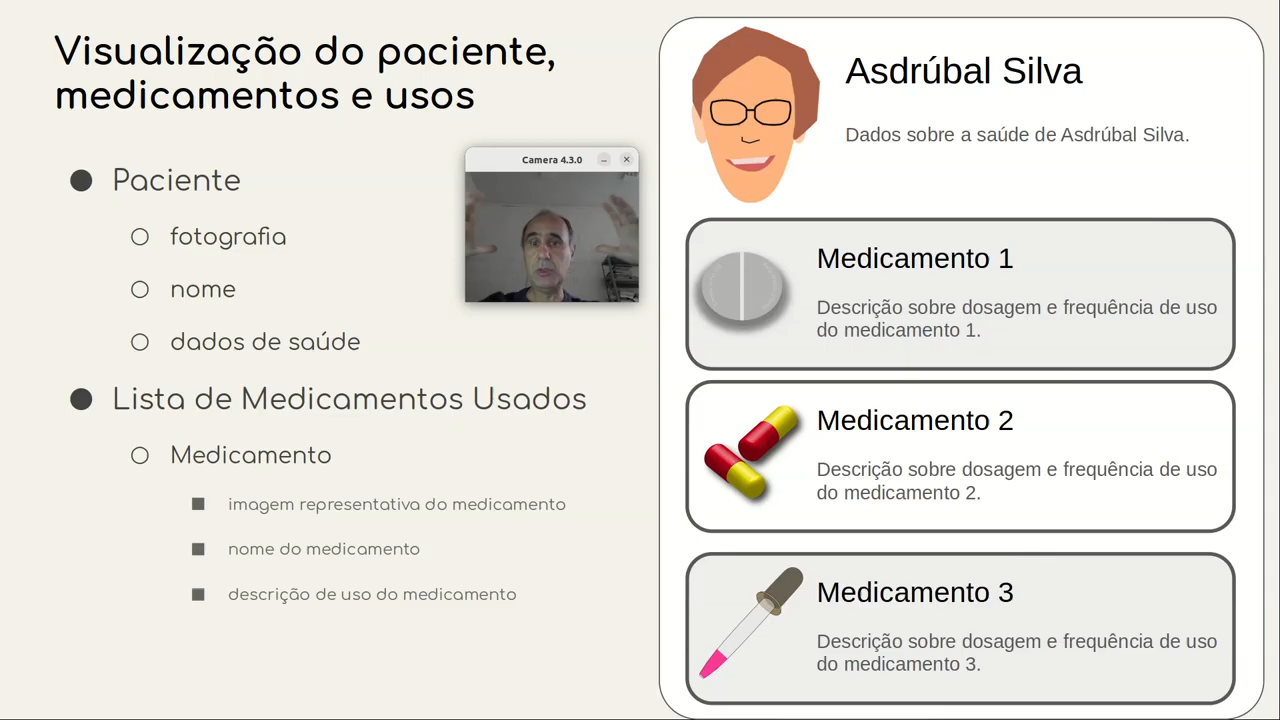 Visualização do paciente,
medicamentos e usos
Paciente
fotografia
nome
dados de saúde
Lista de Medicamentos Usados
Medicamento
imagem representativa do medicamento
nome do medicamento
descrição de uso do medicamento
Camera 4.3.0
Asdrúbal Silva
Dados sobre a saúde de Asdrúbal Silva.
Medicamento 1
Descrição sobre dosagem e frequência de uso
do medicamento 1.
Medicamento 2
Descrição sobre dosagem e frequência de uso
do medicamento 2.
Medicamento 3
Descrição sobre dosagem e frequência de uso
do medicamento 3.